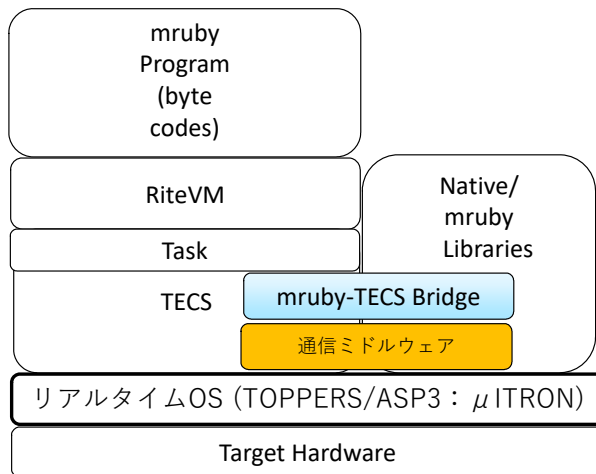 mruby
Program
(byte
codes)
RiteVM
Native/
mruby
Libraries
Task
TECS
mruby-TECS Bridge
通信ミドルウェア
リアルタイムOS (TOPPERS/ASP3：μITRON)
Target Hardware